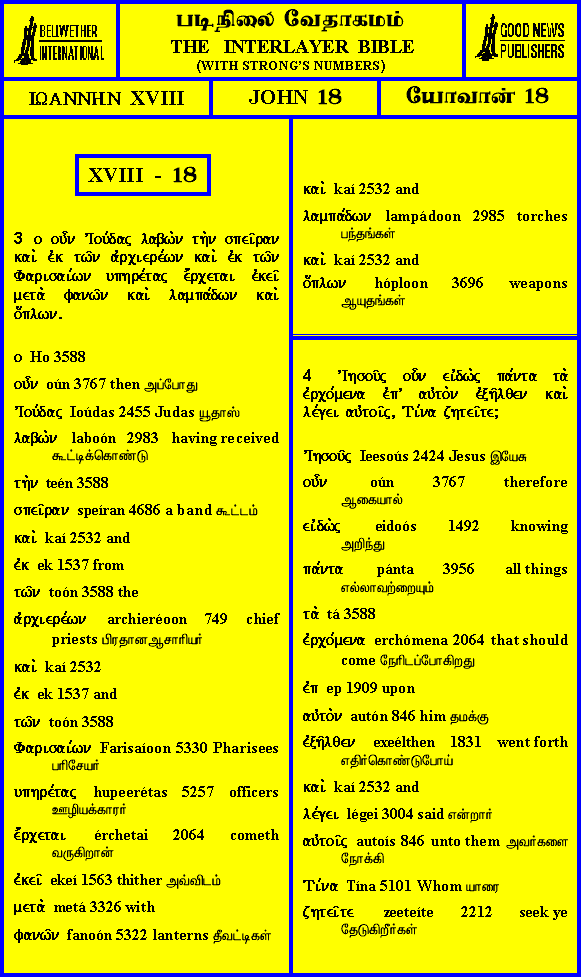 BELLWETHER
INTERNATIONAL
படிநிலை வேதாகமம்
THE INTERLAYER BIBLE
(WITH STRONG'S NUMBERS)
GOOD NEWS
PUBLISHERS
ΙΩΑΝΝΗΝ XVIII
JOHN 18
யோவான் 18
XVIII - 18
3 ο οὖν Ἰούδας λαβὼν τὴν σπεῖραν
καὶ ἐκ τῶν ἀρχιερέων καὶ ἐκ τῶν
Φαρισαίων υπηρέτας ἔρχεται ἐκεῖ
μετὰ φανῶν καὶ λαμπάδων καὶ
ὅπλων.
ο Ho 3588
οὖν oún 3767 then அப்போது
Ἰούδας Ioúdas 2455 Judas யூதாஸ்
λαβὼν laboón 2983 having received
கூட்டிக்கொண்டு
τὴν teén 3588
σπεῖραν speíran 4686 a band கூட்டம்
καὶ kaí 2532 and
ἐκ ek 1537 from
τῶν toón 3588 the
ἀρχιερέων archieréoon 749 chief
priests பிரதானஆசாரியர்
καὶ kaí 2532
ἐκ ek 1537 and
τῶν toón 3588
Φαρισαίων Farisaíoon 5330 Pharisees
பரிசேயர்
υπηρέτας hupeerétas 5257 officers
ஊழியக்காரர்
ἔρχεται érchetai 2064 cometh
வருகிறான்
ἐκεῖ ekeí 1563 thither அவ்விடம்
μετὰ metá 3326 with
φανῶν fanoón 5322 lanterns தீவட்டிகள்
καὶ kaí 2532 and
λαμπάδων lampádoon 2985 torches
பந்தங்கள்
καὶ kaí 2532 and
ὅπλων hóploon 3696 weapons
ஆயுதங்கள்
4 Ἰησοῦς οὖν εἰδὼς πάντα τὰ
ἐρχόμενα ἐπ' αὐτὸν ἐξῆλθεν καὶ
λέγει αὐτοῖς, Τίνα ζητεῖτε;
Ἰησοῦς Ieesoús 2424 Jesus இயேசு
οὖν oún 3767 therefore
ஆகையால்
εἰδὼς eidoós 1492 knowing
அறிந்து
πάντα pánta 3956 all things
எல்லாவற்றையும்
τὰ tá 3588
ἐρχόμενα erchómena 2064 that should
come நேரிடப்போகிறது
ἐπ ep 1909 upon
αὐτὸν autón 846 him தமக்கு
ἐξῆλθεν exeélthen 1831 went forth
எதிர்கொண்டுபோய்
καὶ kaí 2532 and
λέγει légei 3004 said என்றார்
αὐτοῖς autoís 846 unto them அவர்களை
நோக்கி
Τίνα Tína 5101 Whom யாரை
ζητεῖτε zeeteíte 2212 seek ye
தேடுகிறீர்கள்